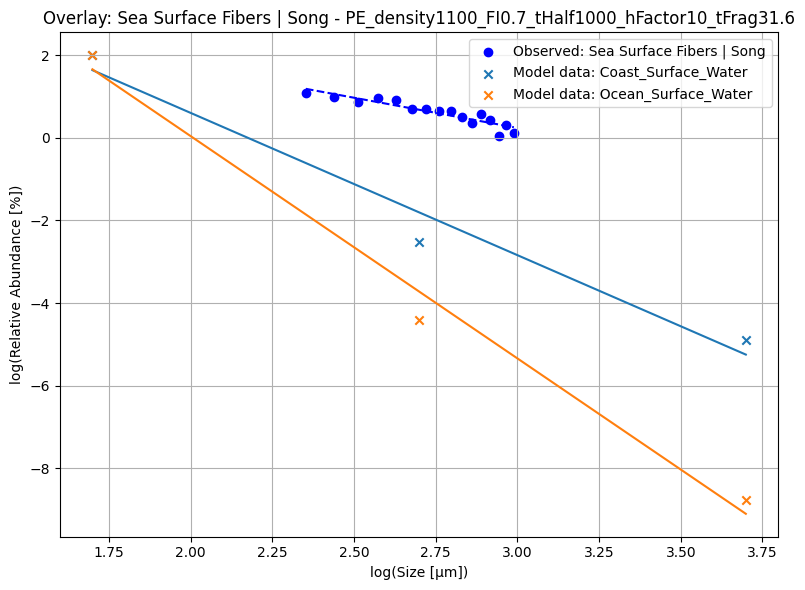 Overlay: Sea Surface Fibers | Song - PE_density1100_FI0.7_tHalf1000_hFactor10_tFrag31.6
Observed: Sea Surface Fibers | Song
Model data: Coast_Surface_Water
Model data: Ocean_Surface_Water
log(Relative Abundance [%])
2
0
−2
−4
−6
−8
1.75 2.00 2.25 2.50 2.75 3.00 3.25 3.50 3.75
log(Size [µm])